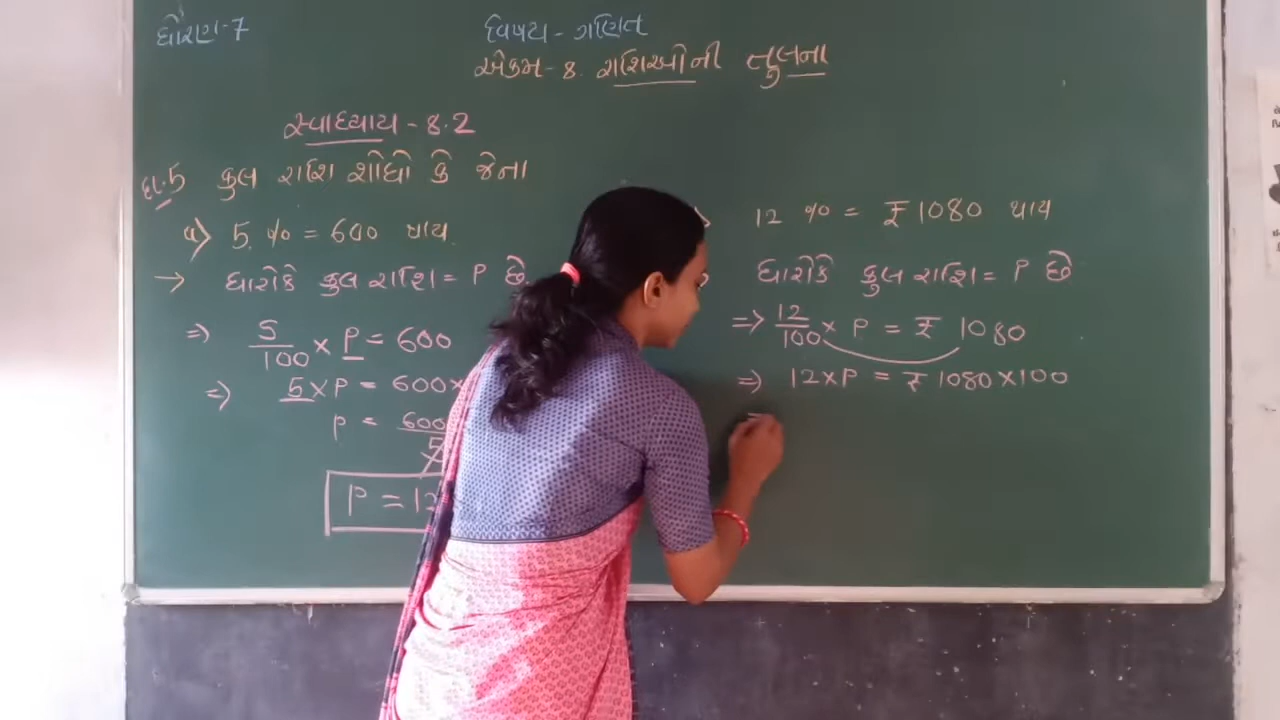 ધોરણ-7
વિષય - ગણિત
એકમ - 8. રાશિઓની તુલના
સ્વાધ્યાય - 8.2
દા.5 કુલ રાશિ શોધો કે જેના
a) 5 % = 600 થાય.
→ ધારોકે કુલ રાશિ = P છે
⇒ 5/100 × P = 600
⇒ 5×P = 600×
P = 600/5
P = 12
12 % = ₹ 1080 થાય
ધારોકે કુલ રાશિ = P છે
⇒ 12/100 × P = ₹ 1080
⇒ 12×P = ₹ 1080×100